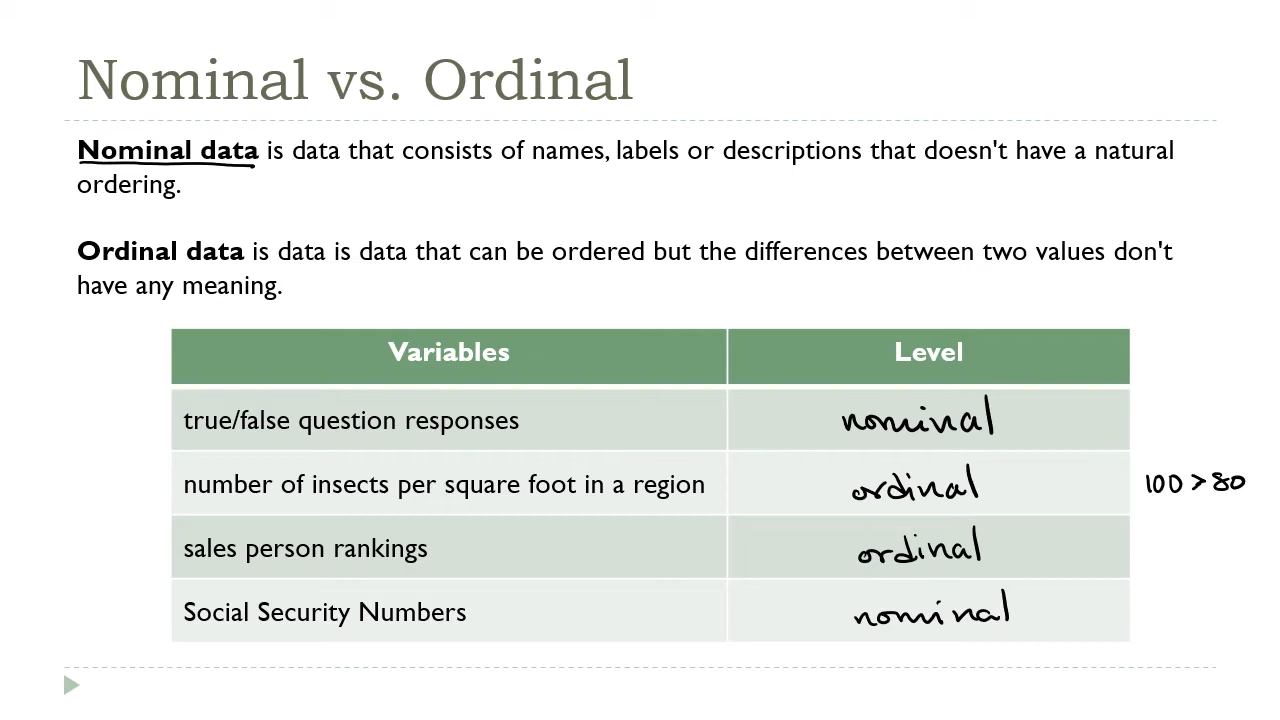 Nominal vs. Ordinal
Nominal data is data that consists of names, labels or descriptions that doesn't have a natural
ordering.
Ordinal data is data is data that can be ordered but the differences between two values don't
have any meaning.
Variables Level
true/false question responses nominal
number of insects per square foot in a region ordinal 100 > 80
sales person rankings ordinal
Social Security Numbers nominal